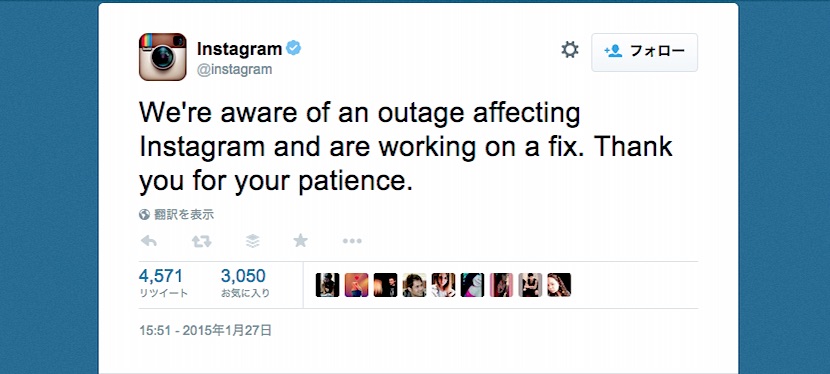 Instagram
@instagram
フォロー
We're aware of an outage affecting
Instagram and are working on a fix. Thank
you for your patience.
翻訳を表示
4,571 3,050
リツイート お気に入り
15:51 - 2015年1月27日